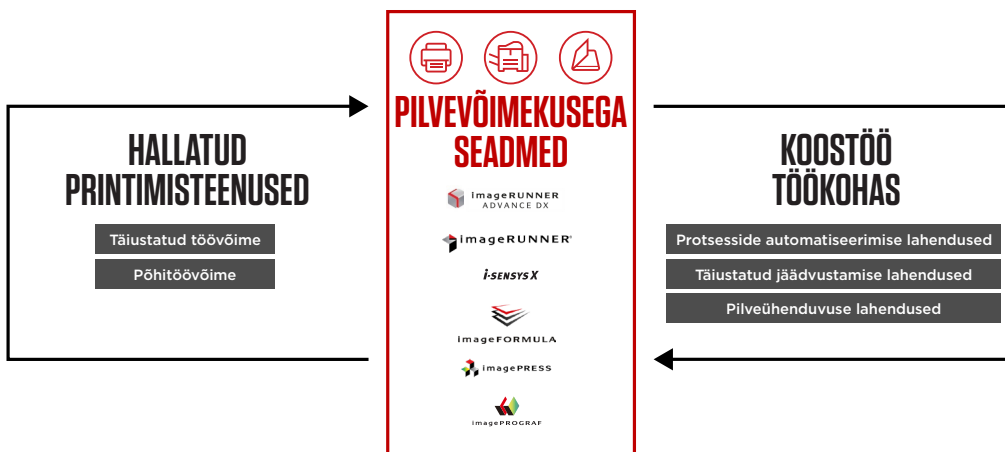 HALLATUD
PRINTIMISTEENUSED
Täiustatud töövõime
Põhitöövõime
PILVEVÕIMEKUSEGA
SEADMED
imageRUNNER
ADVANCE DX
imageRUNNER®
i-SENSYS X
imageFORMULA
imagePRESS
imagePROGRAF
KOOSTÖÖ
TÖÖKOHAS
Protsesside automatiseerimise lahendused
Täiustatud jäädvustamise lahendused
Pilveühenduvuse lahendused